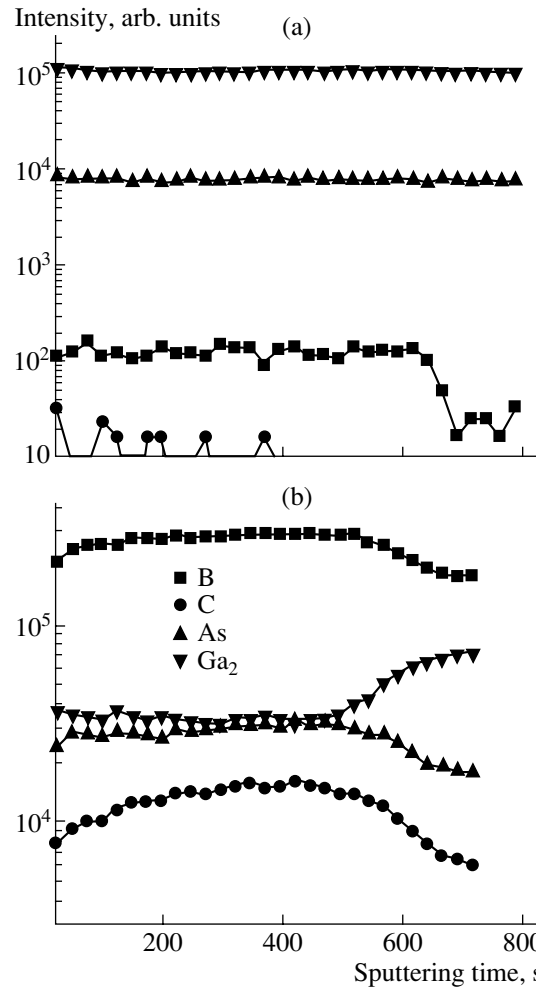 Intensity, arb. units
(a)
10^5
10^4
10^3
10^2
10
(b)
B
C
As
Ga₂
10^5
10^4
200 400 600 800
Sputtering time, s